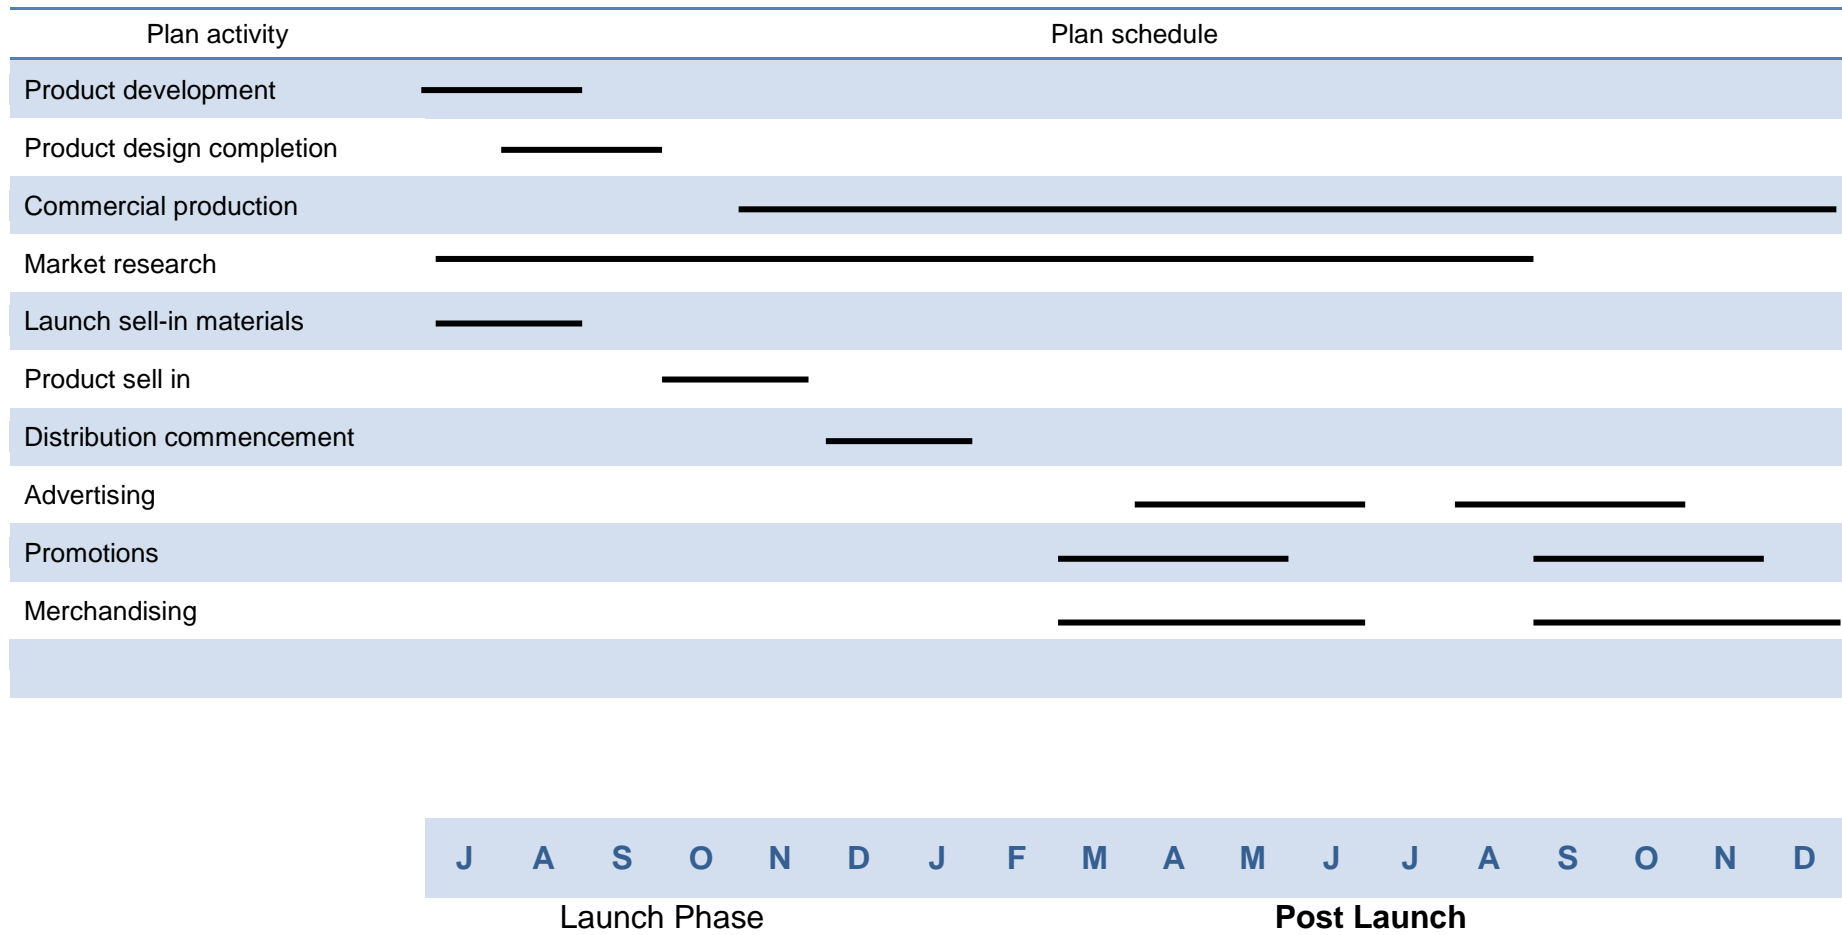 Plan activity Plan schedule
Product development
Product design completion
Commercial production
Market research
Launch sell-in materials
Product sell in
Distribution commencement
Advertising
Promotions
Merchandising
J A S O N D J F M A M J J A S O N D
Launch Phase Post Launch